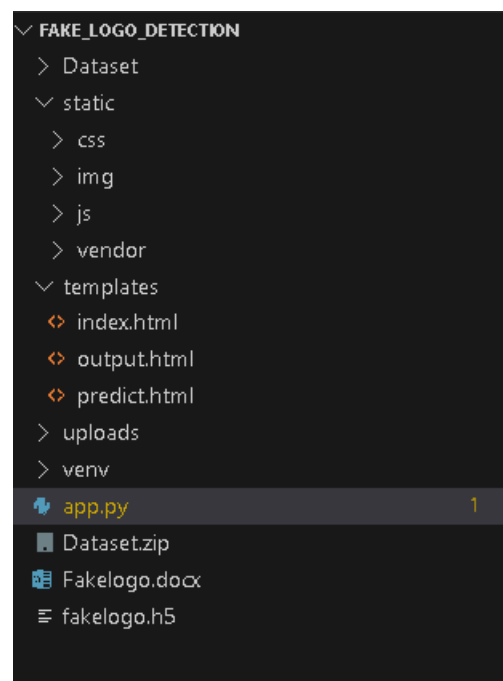 FAKE_LOGO_DETECTION
Dataset
static
css
img
js
vendor
templates
index.html
output.html
predict.html
uploads
venv
app.py 1
Dataset.zip
Fakelogo.docx
fakelogo.h5